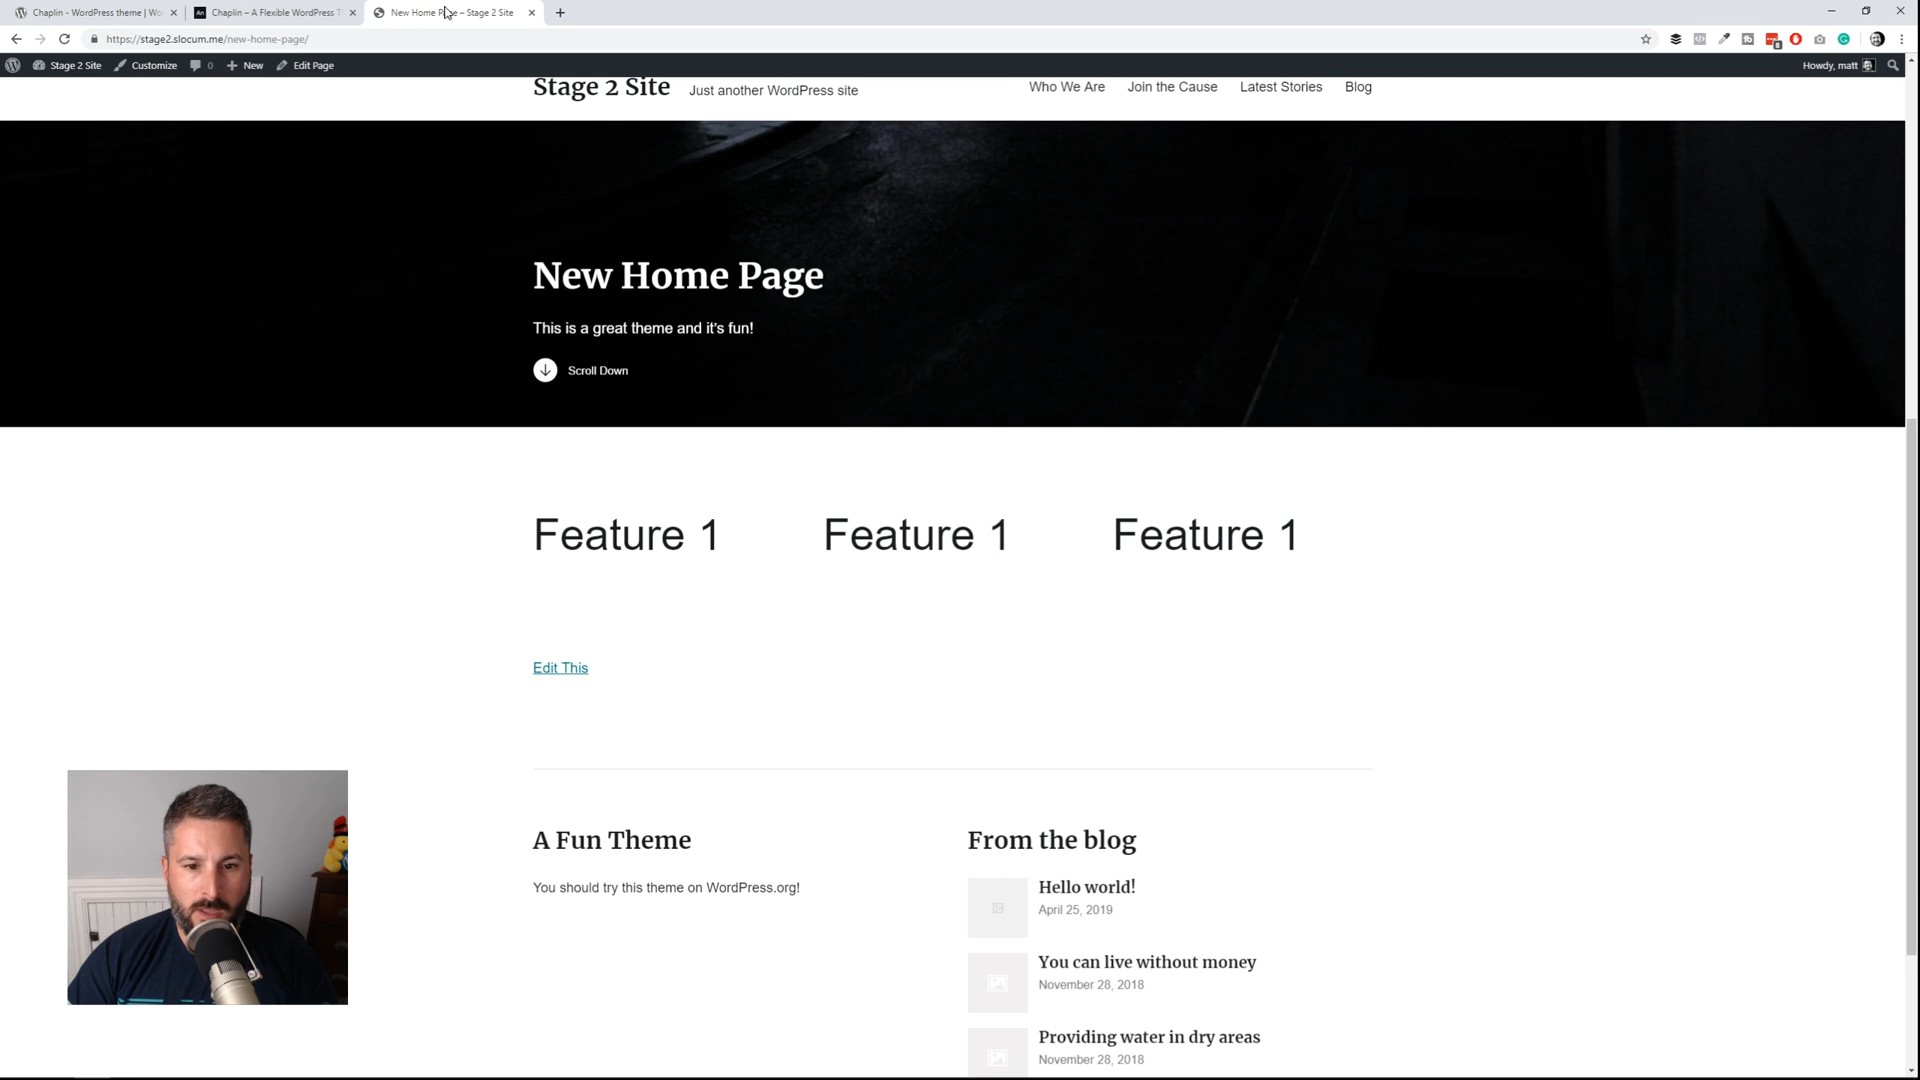 Chaplin - WordPress theme | Wo
Chaplin – A Flexible WordPress T
New Home Page – Stage 2 Site
https://stage2.slocum.me/new-home-page/
Stage 2 Site
Customize
0
New
Edit Page
Howdy, matt
Stage 2 Site
Just another WordPress site
Who We Are
Join the Cause
Latest Stories
Blog
New Home Page
This is a great theme and it's fun!
Scroll Down
Feature 1
Feature 1
Feature 1
Edit This
A Fun Theme
You should try this theme on WordPress.org!
From the blog
Hello world!
April 25, 2019
You can live without money
November 28, 2018
Providing water in dry areas
November 28, 2018